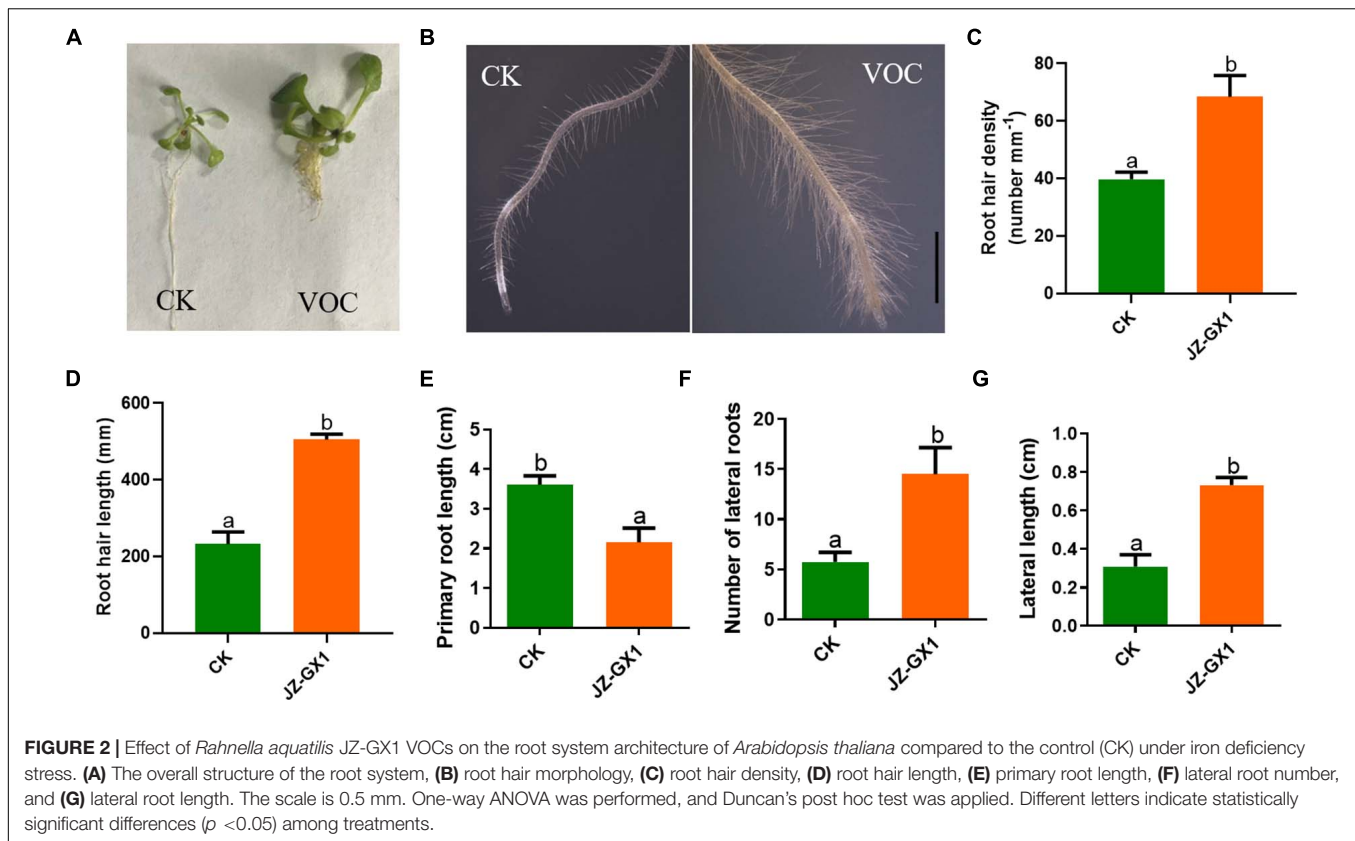 A
CK
VOC
B
CK
VOC
C
Root hair density
(number mm⁻¹)
80
60
40
20
0
a
b
CK
JZ-GX1
D
Root hair length (mm)
600
400
200
0
a
b
CK
JZ-GX1
E
Primary root length (cm)
5
4
3
2
1
0
b
a
CK
JZ-GX1
F
Number of lateral roots
20
15
10
5
0
a
b
CK
JZ-GX1
G
Lateral length (cm)
1.0
0.8
0.6
0.4
0.2
0.0
a
b
CK
JZ-GX1
FIGURE 2 | Effect of Rahnella aquatilis JZ-GX1 VOCs on the root system architecture of Arabidopsis thaliana compared to the control (CK) under iron deficiency
stress. (A) The overall structure of the root system, (B) root hair morphology, (C) root hair density, (D) root hair length, (E) primary root length, (F) lateral root number,
and (G) lateral root length. The scale is 0.5 mm. One-way ANOVA was performed, and Duncan's post hoc test was applied. Different letters indicate statistically
significant differences (p <0.05) among treatments.